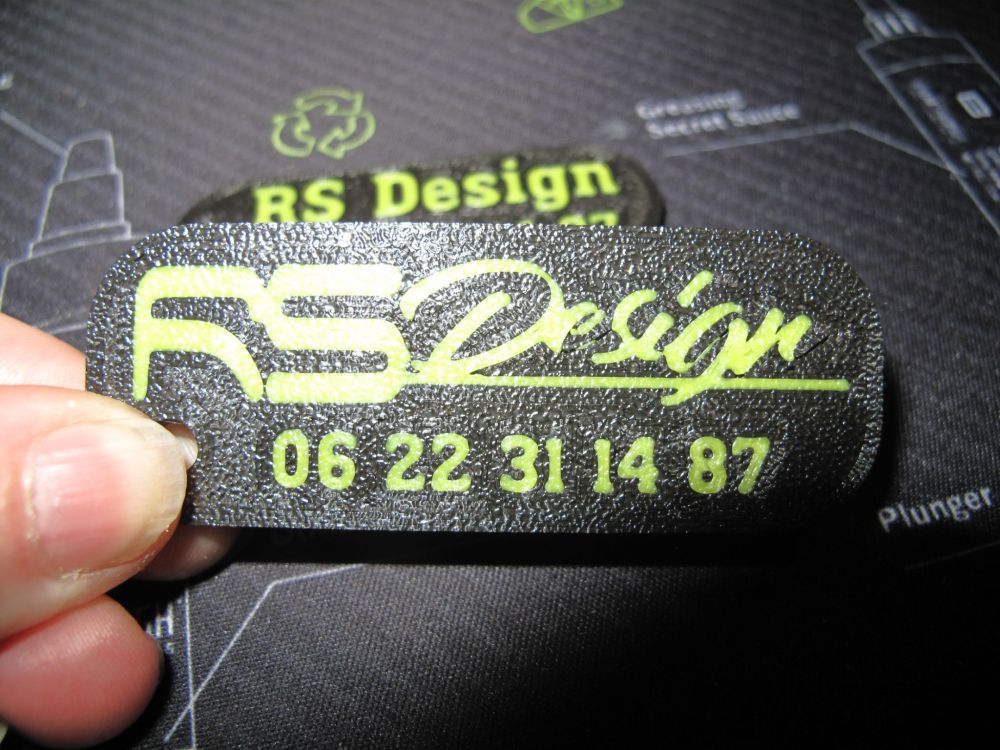 Greasing
Secret Sauce
RS Design
RS Design
06 22 31 14 87
Plunger